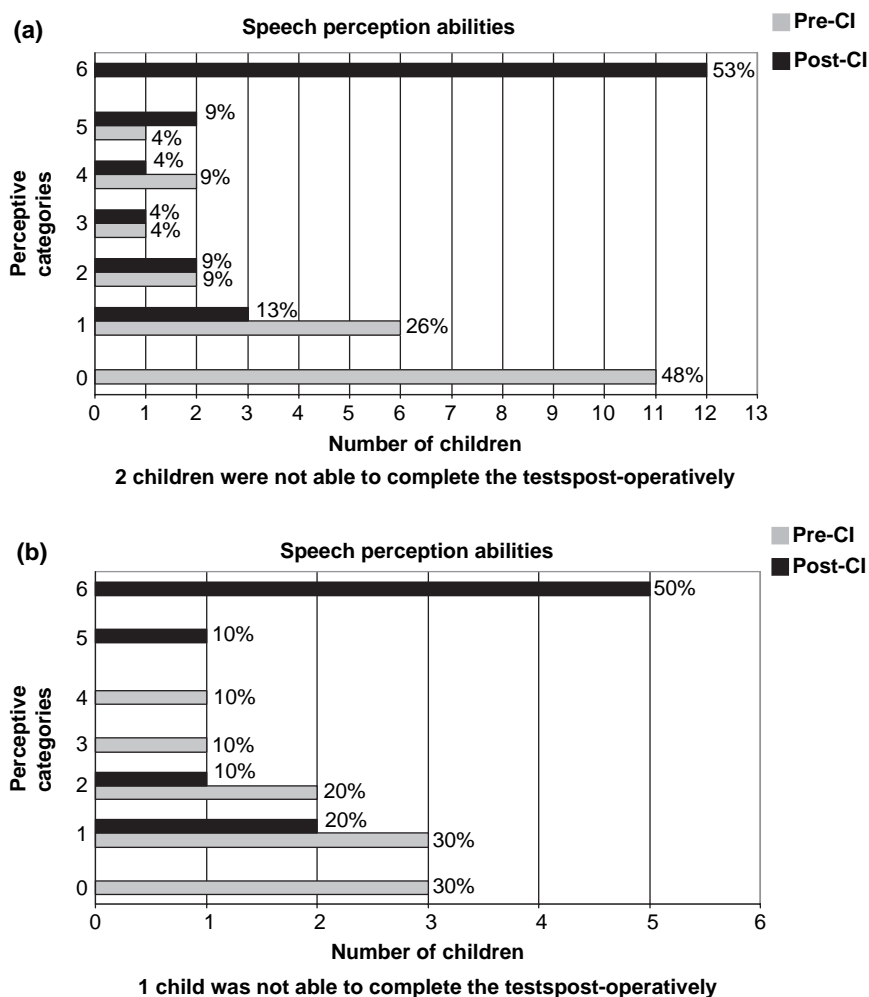 (a)
Speech perception abilities
Pre-CI
Post-CI
Perceptive
categories
6
53%
5
9%
4%
4
4%
9%
3
4%
4%
2
9%
9%
1
13%
26%
0
48%
0 1 2 3 4 5 6 7 8 9 10 11 12 13
Number of children
2 children were not able to complete the testspost-operatively
(b)
Speech perception abilities
Pre-CI
Post-CI
Perceptive
categories
6
50%
5
10%
4
10%
3
10%
2
10%
20%
1
20%
30%
0
30%
0 1 2 3 4 5 6
Number of children
1 child was not able to complete the testspost-operatively